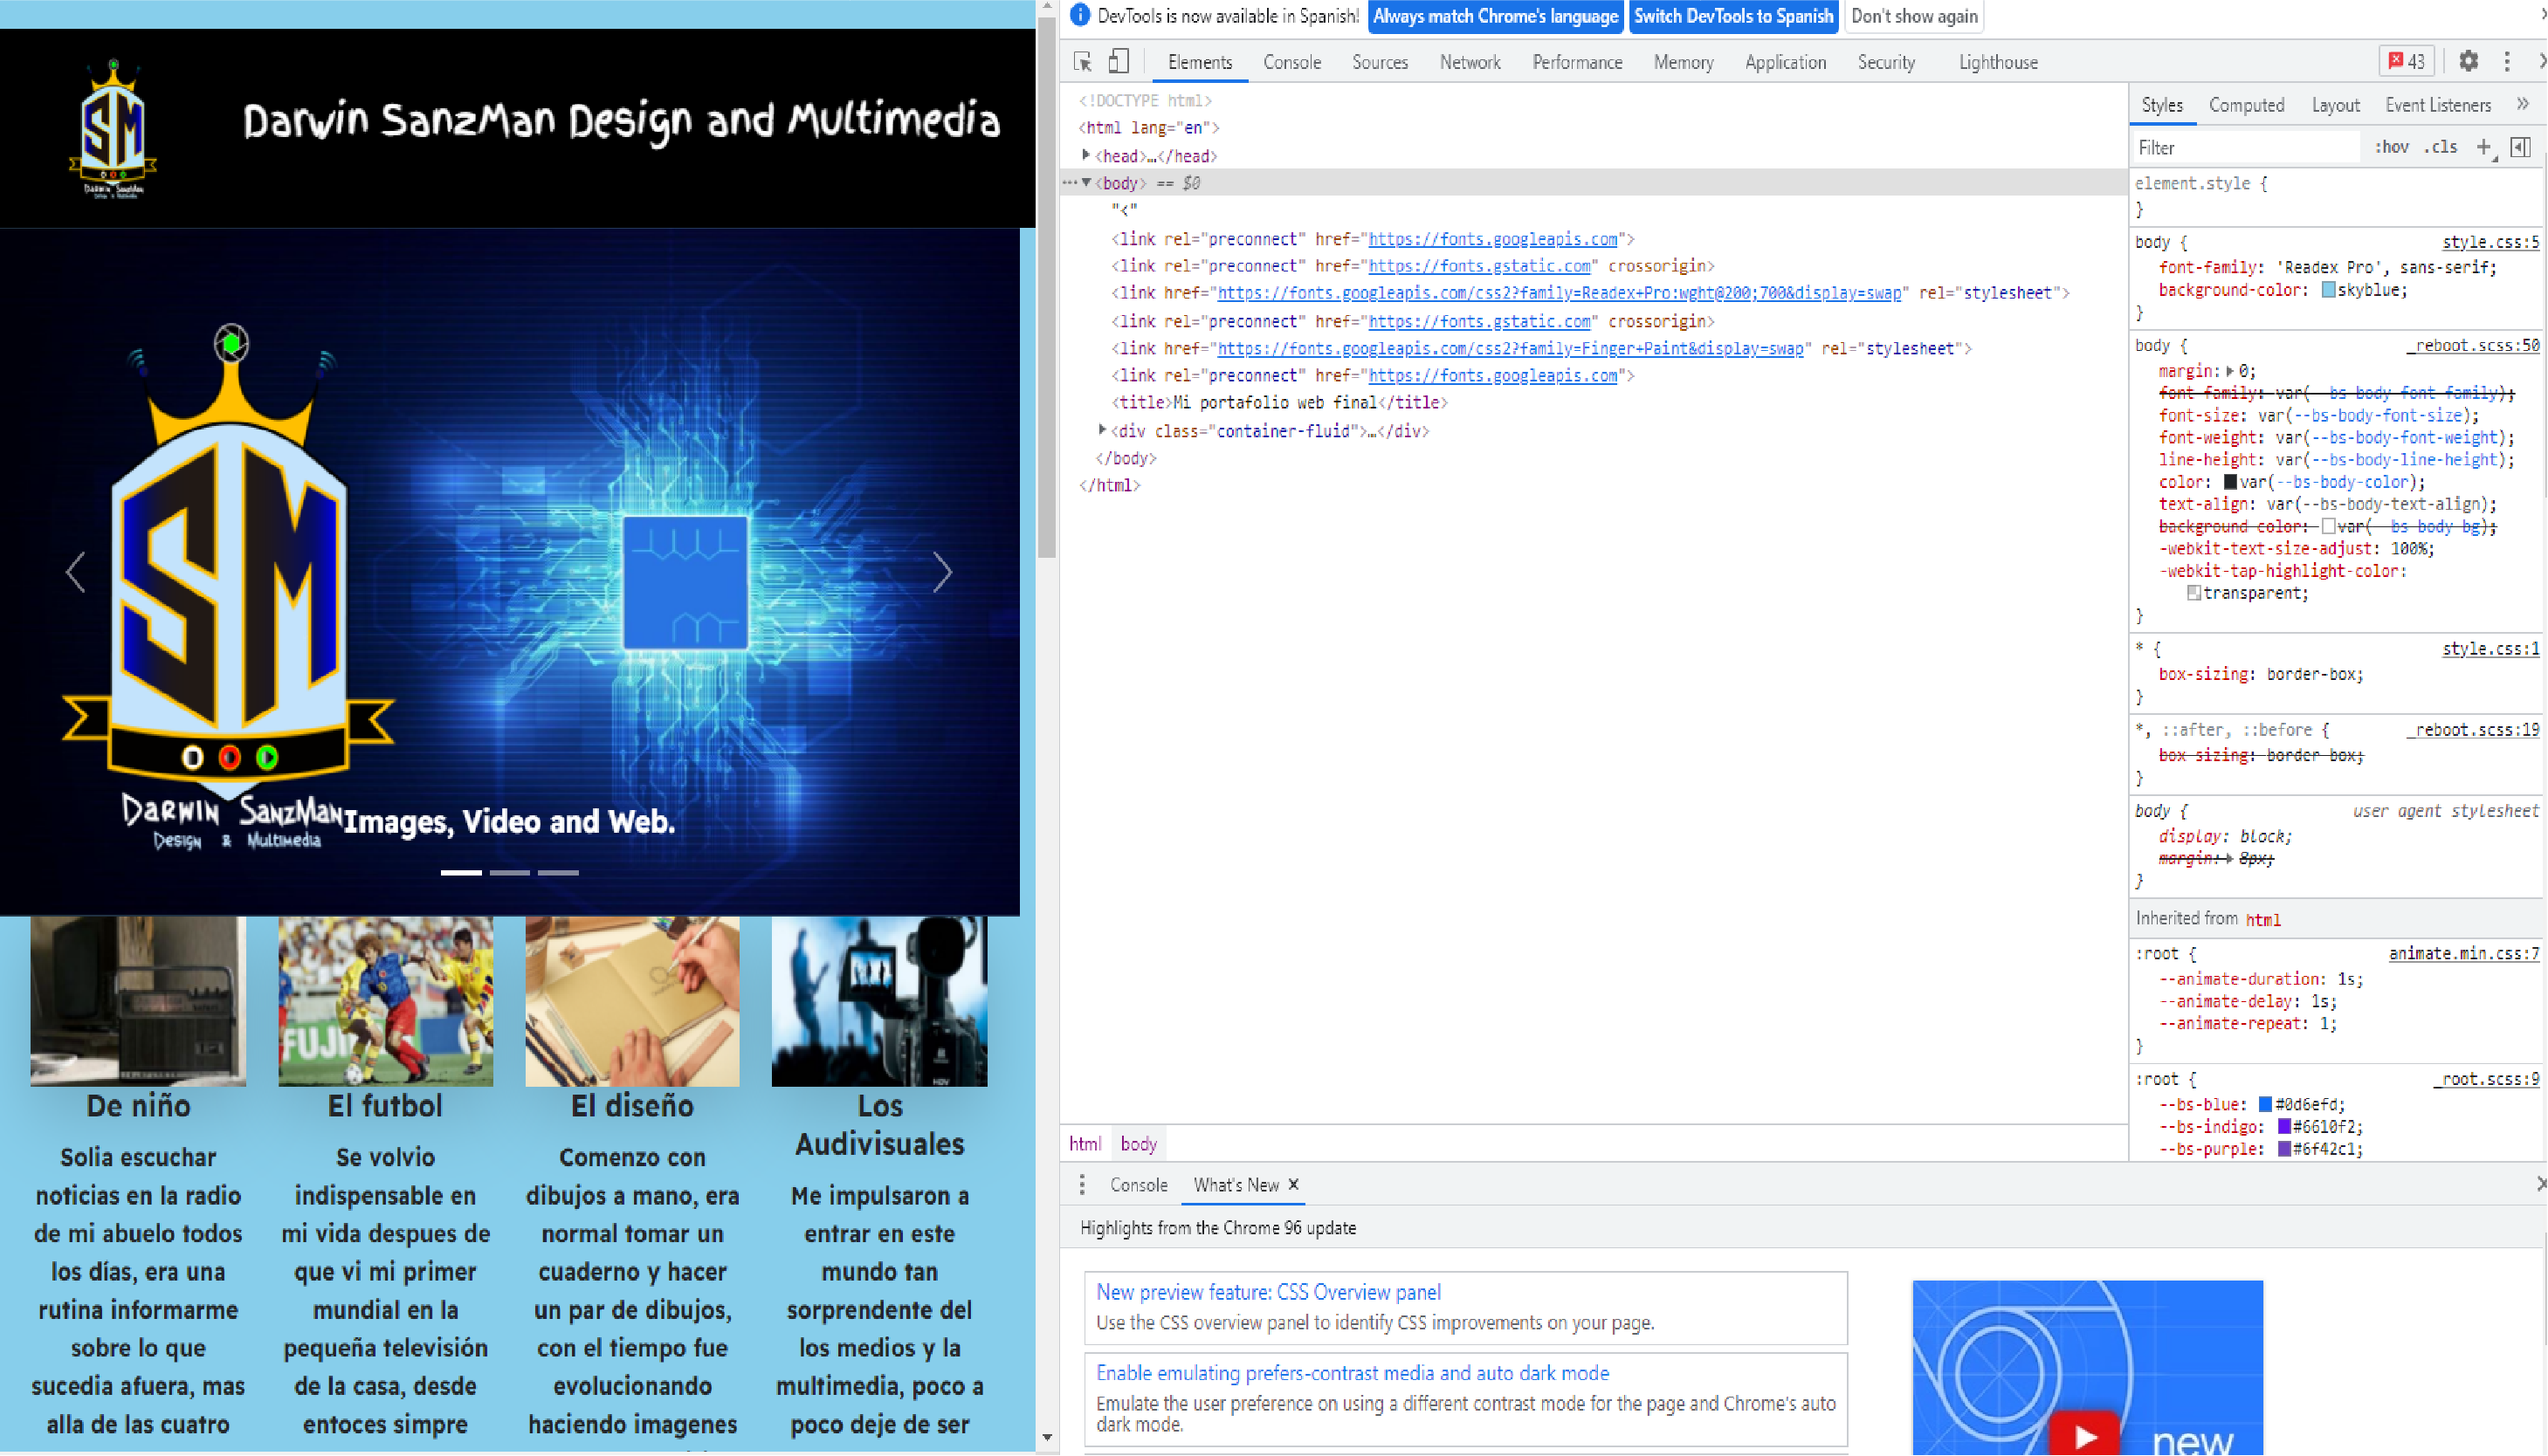 Darwin SanzMan Design and Multimedia
SM
Darwin SanzMan
SM
Darwin SanzMan
Design & Multimedia
Images, Video and Web.
FUJI
HDV
De niño
Solia escuchar
noticias en la radio
de mi abuelo todos
los días, era una
rutina informarme
sobre lo que
sucedia afuera, mas
alla de las cuatro
El futbol
Se volvio
indispensable en
mi vida despues de
que vi mi primer
mundial en la
pequeña televisión
de la casa, desde
entoces simpre
El diseño
Comenzo con
dibujos a mano, era
normal tomar un
cuaderno y hacer
un par de dibujos,
con el tiempo fue
evolucionando
haciendo imagenes
Los
Audivisuales
Me impulsaron a
entrar en este
mundo tan
sorprendente del
los medios y la
multimedia, poco a
poco deje de ser
DevTools is now available in Spanish! Always match Chrome's language Switch DevTools to Spanish Don't show again
Elements Console Sources Network Performance Memory Application Security Lighthouse 43
<!DOCTYPE html>
<html lang="en">
<head>…</head>
<body> == $0
"<"
<link rel="preconnect" href="https://fonts.googleapis.com">
<link rel="preconnect" href="https://fonts.gstatic.com" crossorigin>
<link href="https://fonts.googleapis.com/css2?family=Readex+Pro:wght@200;700&display=swap" rel="stylesheet">
<link rel="preconnect" href="https://fonts.gstatic.com" crossorigin>
<link href="https://fonts.googleapis.com/css2?family=Finger+Paint&display=swap" rel="stylesheet">
<link rel="preconnect" href="https://fonts.googleapis.com">
<title>Mi portafolio web final</title>
<div class="container-fluid">…</div>
</body>
</html>
html body
Styles Computed Layout Event Listeners »
Filter :hov .cls +
element.style {
}
body { style.css:5
font-family: 'Readex Pro', sans-serif;
background-color: skyblue;
}
body { _reboot.scss:50
margin: 0;
font-family: var(--bs-body-font-family);
font-size: var(--bs-body-font-size);
font-weight: var(--bs-body-font-weight);
line-height: var(--bs-body-line-height);
color: var(--bs-body-color);
text-align: var(--bs-body-text-align);
background-color: var(--bs-body-bg);
-webkit-text-size-adjust: 100%;
-webkit-tap-highlight-color:
transparent;
}
* { style.css:1
box-sizing: border-box;
}
*, ::after, ::before { _reboot.scss:19
box-sizing: border-box;
}
body { user agent stylesheet
display: block;
margin: 8px;
}
Inherited from html
:root { animate.min.css:7
--animate-duration: 1s;
--animate-delay: 1s;
--animate-repeat: 1;
}
:root { _root.scss:9
--bs-blue: #0d6efd;
--bs-indigo: #6610f2;
--bs-purple: #6f42c1;
Console What's New ×
Highlights from the Chrome 96 update
New preview feature: CSS Overview panel
Use the CSS overview panel to identify CSS improvements on your page.
Enable emulating prefers-contrast media and auto dark mode
Emulate the user preference on using a different contrast mode for the page and Chrome's auto
dark mode.
new